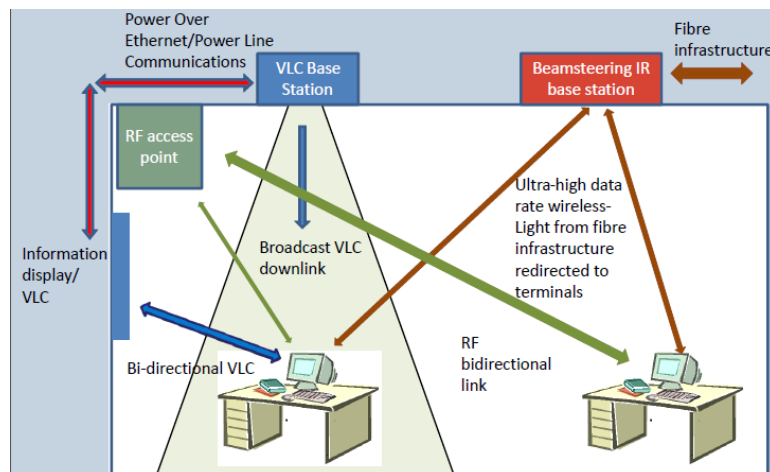 Power Over
Ethernet/Power Line
Communications
VLC Base
Station
Beamsteering IR
base station
Fibre
infrastructure
RF access
point
Ultra-high data
rate wireless-
Light from fibre
infrastructure
redirected to
terminals
Information
display/
VLC
Broadcast VLC
downlink
Bi-directional VLC
RF
bidirectional
link